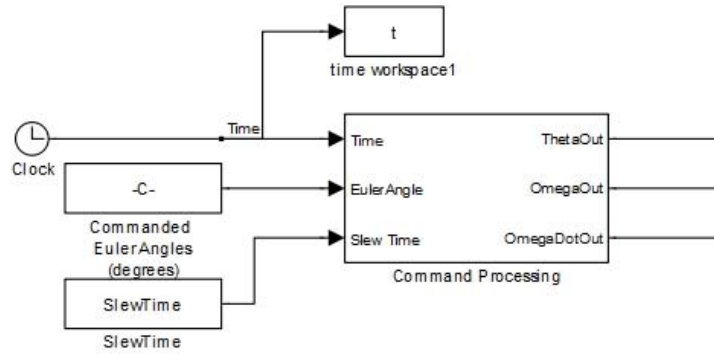 t
time workspace1
Time
Clock
Time
ThetaOut
-C-
EulerAngle
OmegaOut
Commanded
EulerAngles
(degrees)
Slew Time
OmegaDotOut
Command Processing
SlewTime
SlewTime